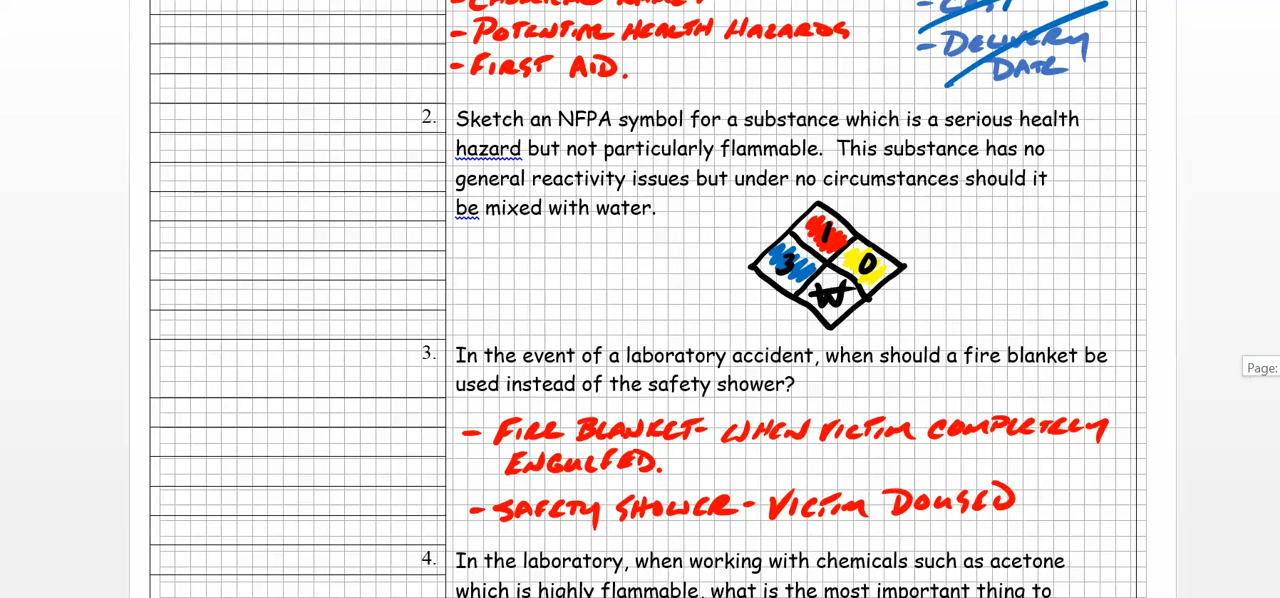 - POTENTIAL HEALTH HAZARDS
- DELIVERY
- FIRST AID.
DATE
2. Sketch an NFPA symbol for a substance which is a serious health
hazard but not particularly flammable. This substance has no
general reactivity issues but under no circumstances should it
be mixed with water.
1
3 0
W
3. In the event of a laboratory accident, when should a fire blanket be
used instead of the safety shower?
Page:
- FIRE BLANKET- WHEN VICTIM COMPLETELY
ENGULFED.
- SAFETY SHOWER - VICTIM DOUSED
4. In the laboratory, when working with chemicals such as acetone
which is highly flammable, what is the most important thing to